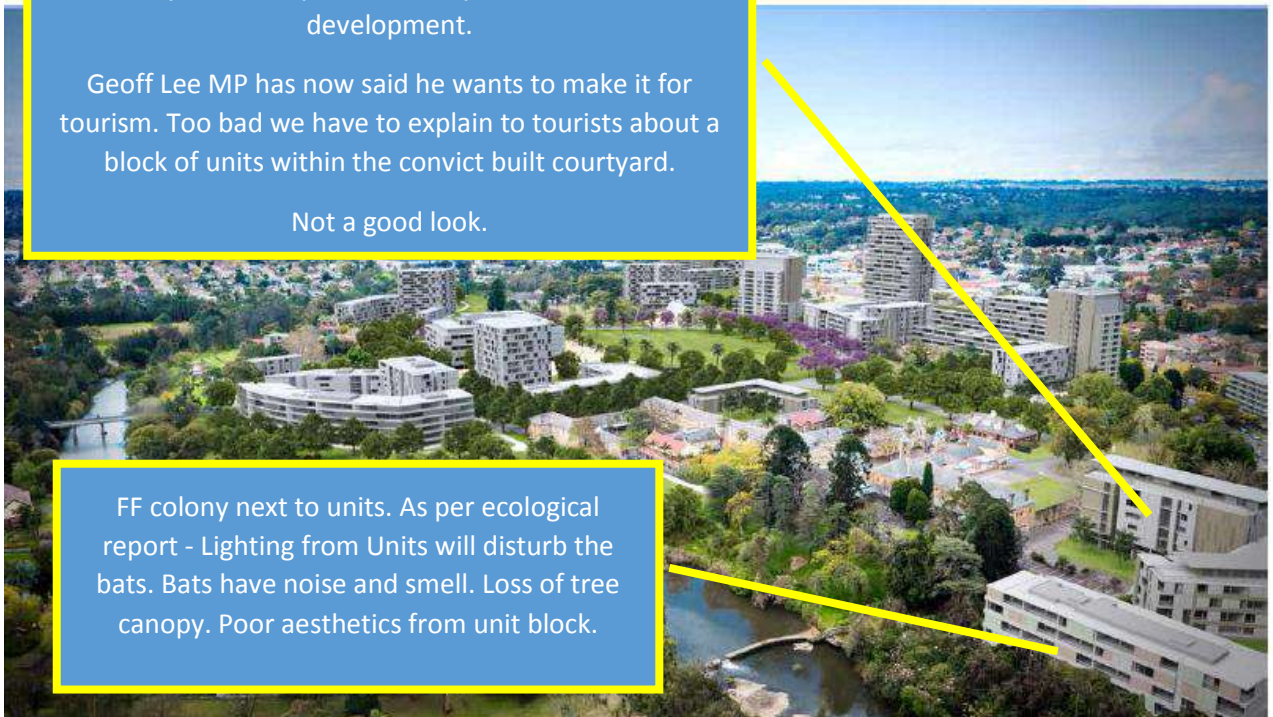 development.
Geoff Lee MP has now said he wants to make it for
tourism. Too bad we have to explain to tourists about a
block of units within the convict built courtyard.
Not a good look.
FF colony next to units. As per ecological
report - Lighting from Units will disturb the
bats. Bats have noise and smell. Loss of tree
canopy. Poor aesthetics from unit block.